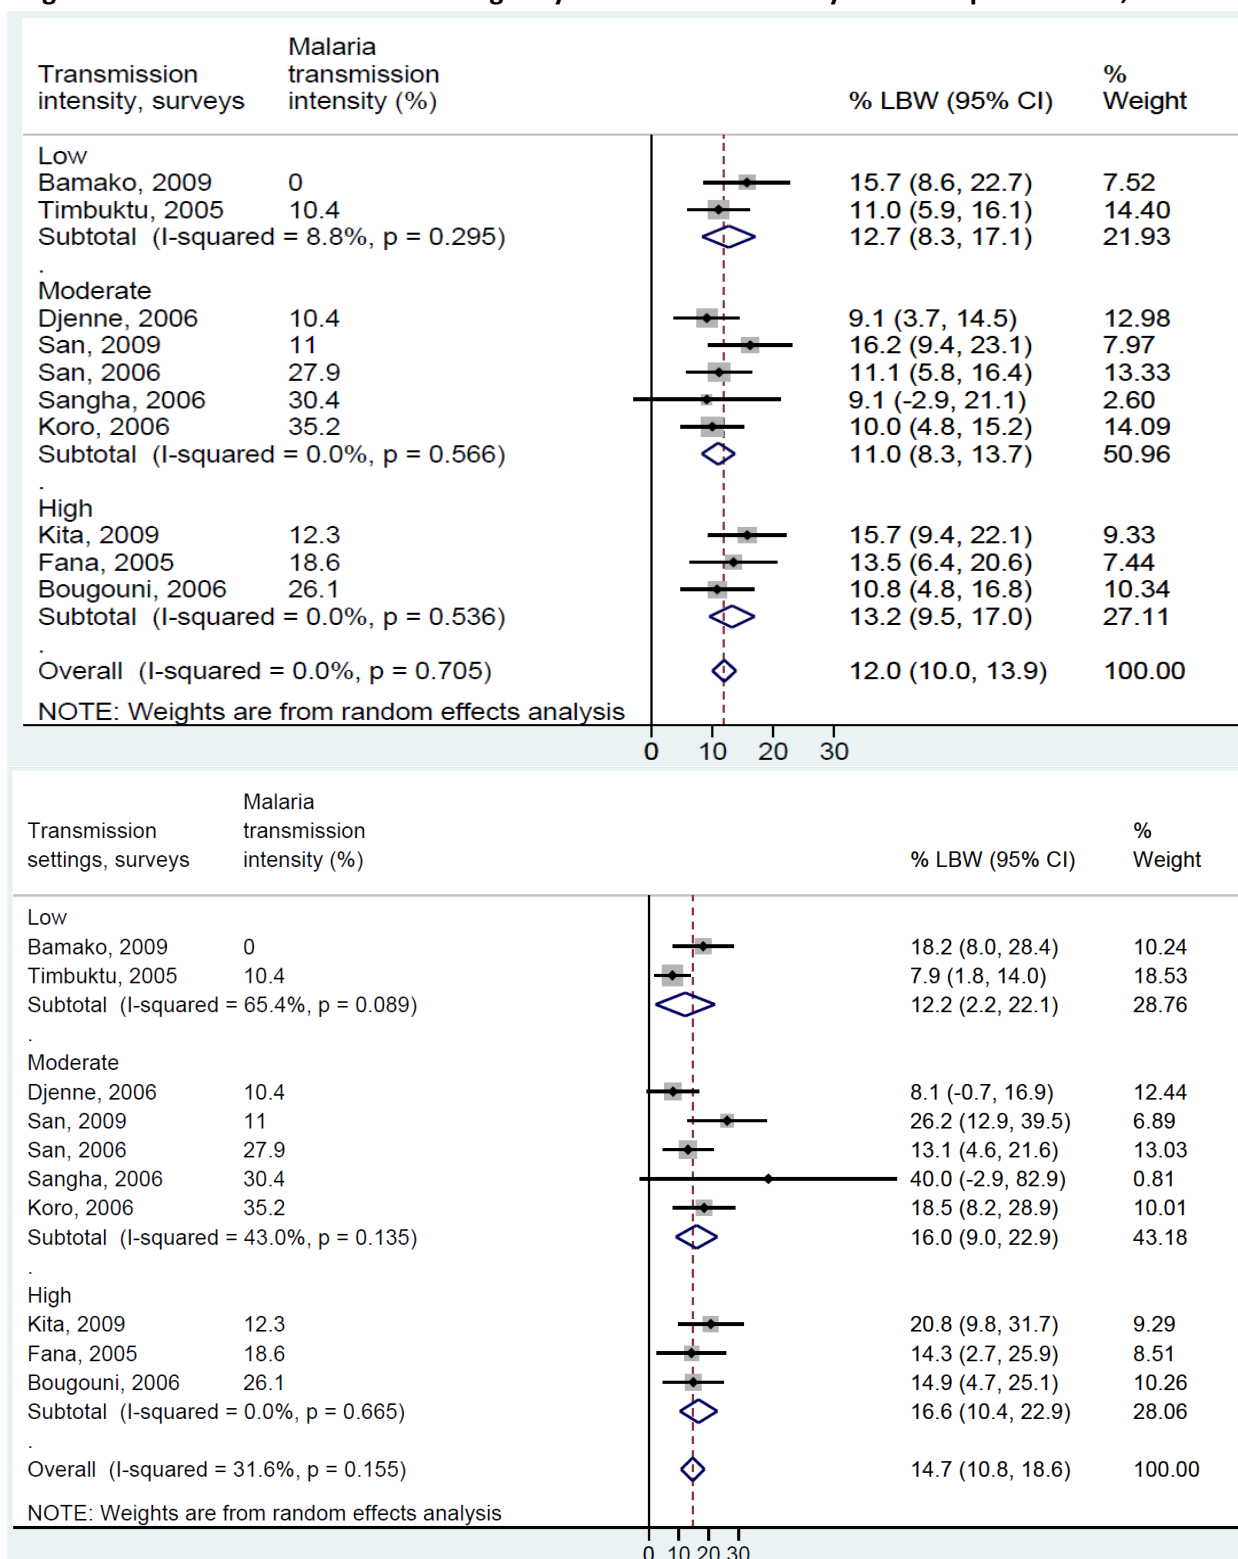 Malaria
Transmission transmission %
intensity, surveys intensity (%) % LBW (95% CI) Weight
Low
Bamako, 2009 0 15.7 (8.6, 22.7) 7.52
Timbuktu, 2005 10.4 11.0 (5.9, 16.1) 14.40
Subtotal (I-squared = 8.8%, p = 0.295) 12.7 (8.3, 17.1) 21.93
.
Moderate
Djenne, 2006 10.4 9.1 (3.7, 14.5) 12.98
San, 2009 11 16.2 (9.4, 23.1) 7.97
San, 2006 27.9 11.1 (5.8, 16.4) 13.33
Sangha, 2006 30.4 9.1 (-2.9, 21.1) 2.60
Koro, 2006 35.2 10.0 (4.8, 15.2) 14.09
Subtotal (I-squared = 0.0%, p = 0.566) 11.0 (8.3, 13.7) 50.96
.
High
Kita, 2009 12.3 15.7 (9.4, 22.1) 9.33
Fana, 2005 18.6 13.5 (6.4, 20.6) 7.44
Bougouni, 2006 26.1 10.8 (4.8, 16.8) 10.34
Subtotal (I-squared = 0.0%, p = 0.536) 13.2 (9.5, 17.0) 27.11
.
Overall (I-squared = 0.0%, p = 0.705) 12.0 (10.0, 13.9) 100.00
NOTE: Weights are from random effects analysis
0 10 20 30
Malaria
Transmission transmission %
settings, surveys intensity (%) % LBW (95% CI) Weight
Low
Bamako, 2009 0 18.2 (8.0, 28.4) 10.24
Timbuktu, 2005 10.4 7.9 (1.8, 14.0) 18.53
Subtotal (I-squared = 65.4%, p = 0.089) 12.2 (2.2, 22.1) 28.76
.
Moderate
Djenne, 2006 10.4 8.1 (-0.7, 16.9) 12.44
San, 2009 11 26.2 (12.9, 39.5) 6.89
San, 2006 27.9 13.1 (4.6, 21.6) 13.03
Sangha, 2006 30.4 40.0 (-2.9, 82.9) 0.81
Koro, 2006 35.2 18.5 (8.2, 28.9) 10.01
Subtotal (I-squared = 43.0%, p = 0.135) 16.0 (9.0, 22.9) 43.18
.
High
Kita, 2009 12.3 20.8 (9.8, 31.7) 9.29
Fana, 2005 18.6 14.3 (2.7, 25.9) 8.51
Bougouni, 2006 26.1 14.9 (4.7, 25.1) 10.26
Subtotal (I-squared = 0.0%, p = 0.665) 16.6 (10.4, 22.9) 28.06
.
Overall (I-squared = 31.6%, p = 0.155) 14.7 (10.8, 18.6) 100.00
NOTE: Weights are from random effects analysis
0 10 20 30